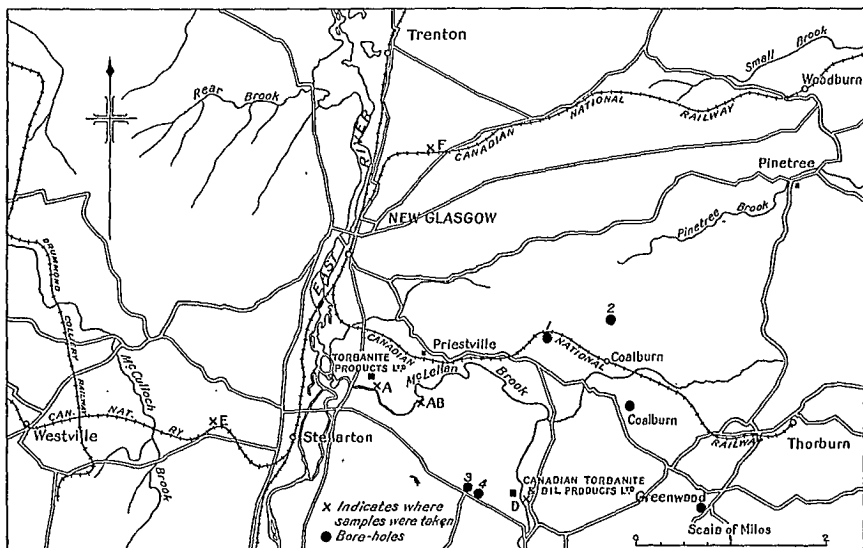 Trenton
Small Brook
Woodburn
Rear Brook
RIVER
F
CANADIAN NATIONAL RAILWAY
Pinetree
NEW GLASGOW
Pinetree Brook
DRUMMOND COLLIERY RAILWAY
EAST
1
2
CANADIAN NATIONAL RAILWAY
Priestville
Coalburn
TORBANITE
PRODUCTS LTD
McLellan Brook
A
AB
McCulloch Brook
Coalburn
CAN. NAT. RY
E
Westville
Stellarton
Thorburn
3
4
CANADIAN TORBANITE
OIL PRODUCTS LTD
D
Greenwood
x Indicates where
samples were taken
Bore-holes
Scale of Miles
0
2